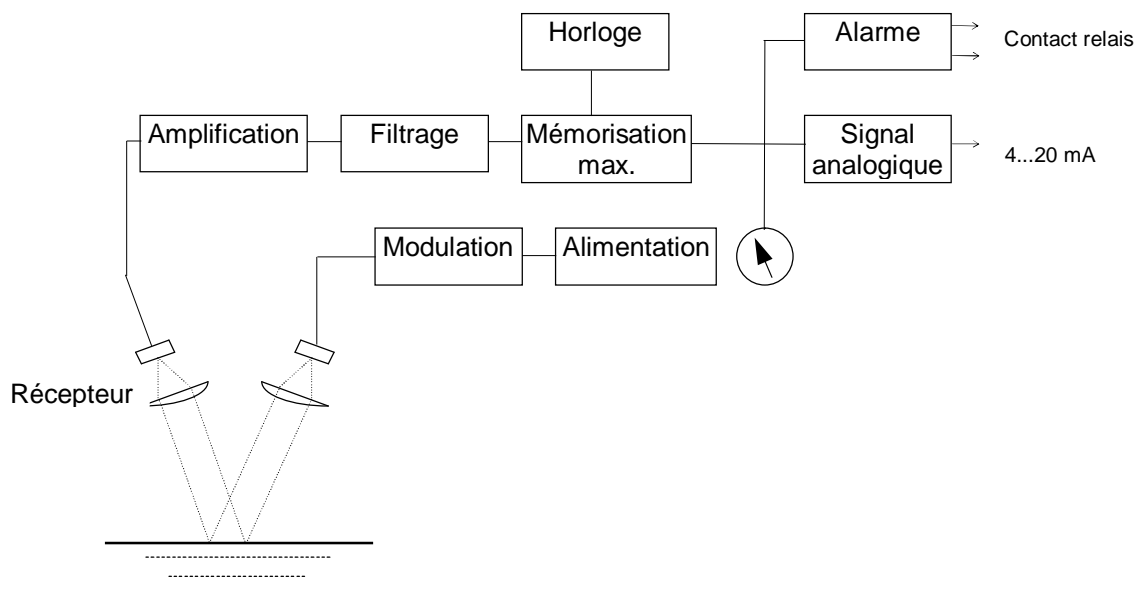 Horloge
Alarme
Contact relais
Amplification
Filtrage
Mémorisation
max.
Signal
analogique
4...20 mA
Modulation
Alimentation
Récepteur